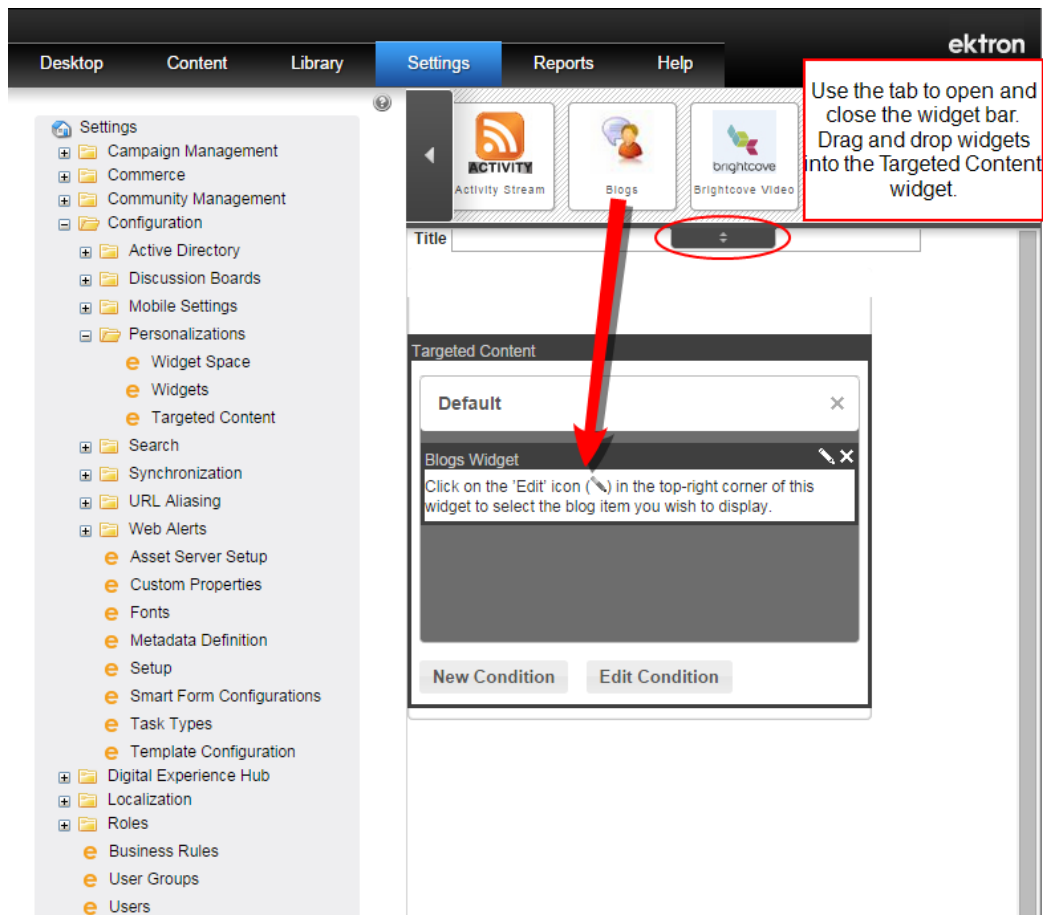 ektron
Desktop Content Library Settings Reports Help
Use the tab to open and
close the widget bar.
Drag and drop widgets
into the Targeted Content
widget.
Settings
Campaign Management
Commerce
Community Management
Configuration
Active Directory
Discussion Boards
Mobile Settings
Personalizations
Widget Space
Widgets
Targeted Content
Search
Synchronization
URL Aliasing
Web Alerts
Asset Server Setup
Custom Properties
Fonts
Metadata Definition
Setup
Smart Form Configurations
Task Types
Template Configuration
Digital Experience Hub
Localization
Roles
Business Rules
User Groups
Users
ACTIVITY
Activity Stream
Blogs
brightcove
Brightcove Video
Title
Targeted Content
Default
Blogs Widget
Click on the 'Edit' icon ( ) in the top-right corner of this
widget to select the blog item you wish to display.
New Condition Edit Condition